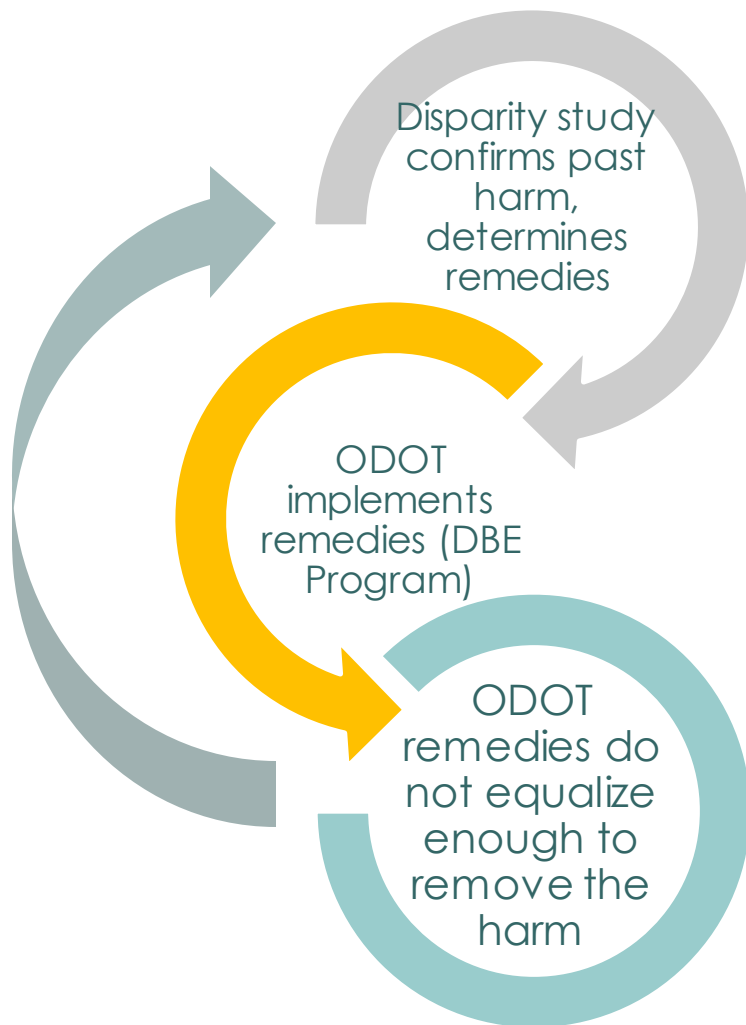 Disparity study
confirms past
harm,
determines
remedies
ODOT
implements
remedies (DBE
Program)
ODOT
remedies do
not equalize
enough to
remove the
harm